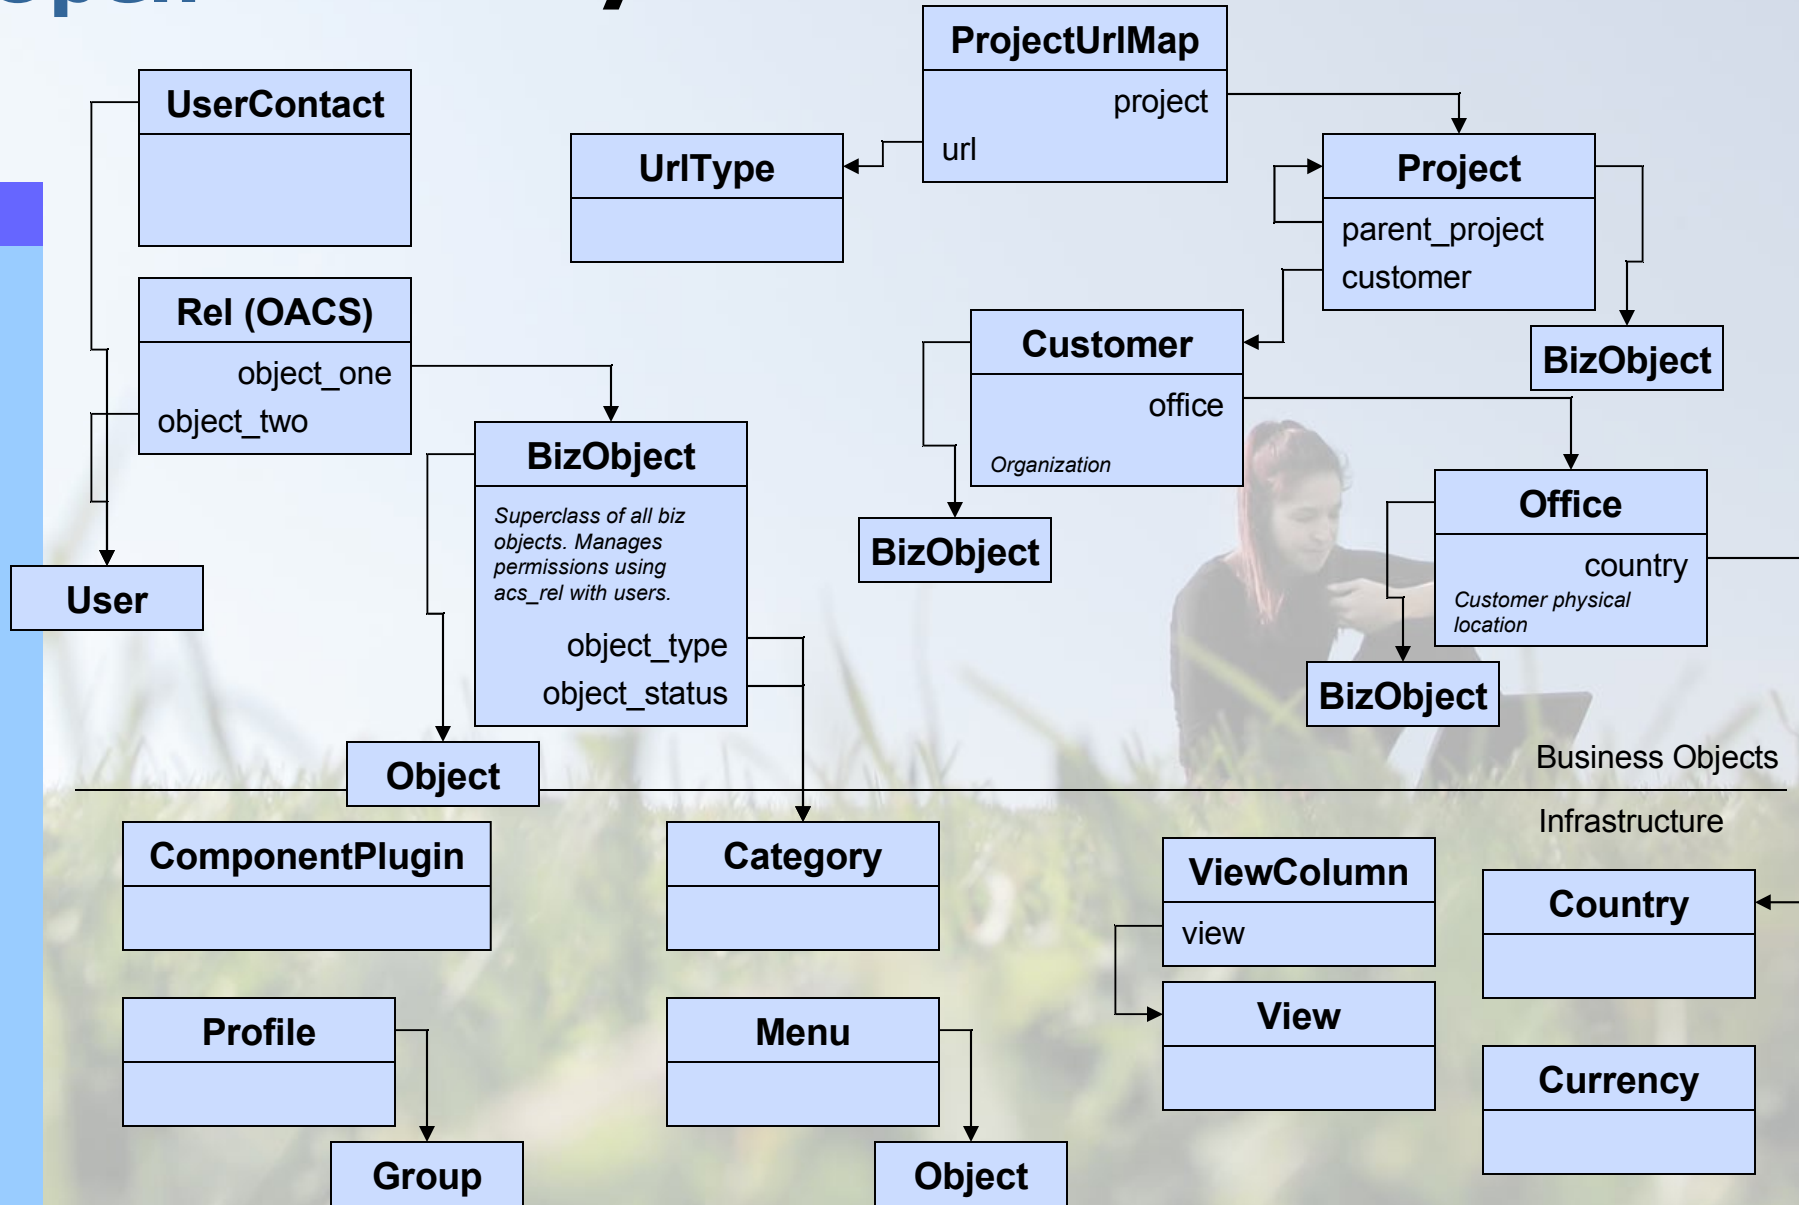 ProjectUrlMap
project
url
UserContact
UrlType
Project
parent_project
customer
Rel (OACS)
object_one
object_two
Customer
office
Organization
BizObject
BizObject
Superclass of all biz
objects. Manages
permissions using
acs_rel with users.
object_type
object_status
BizObject
Office
country
Customer physical
location
User
BizObject
Object
Business Objects
Infrastructure
ComponentPlugin
Category
ViewColumn
view
Country
Profile
Menu
View
Currency
Group
Object